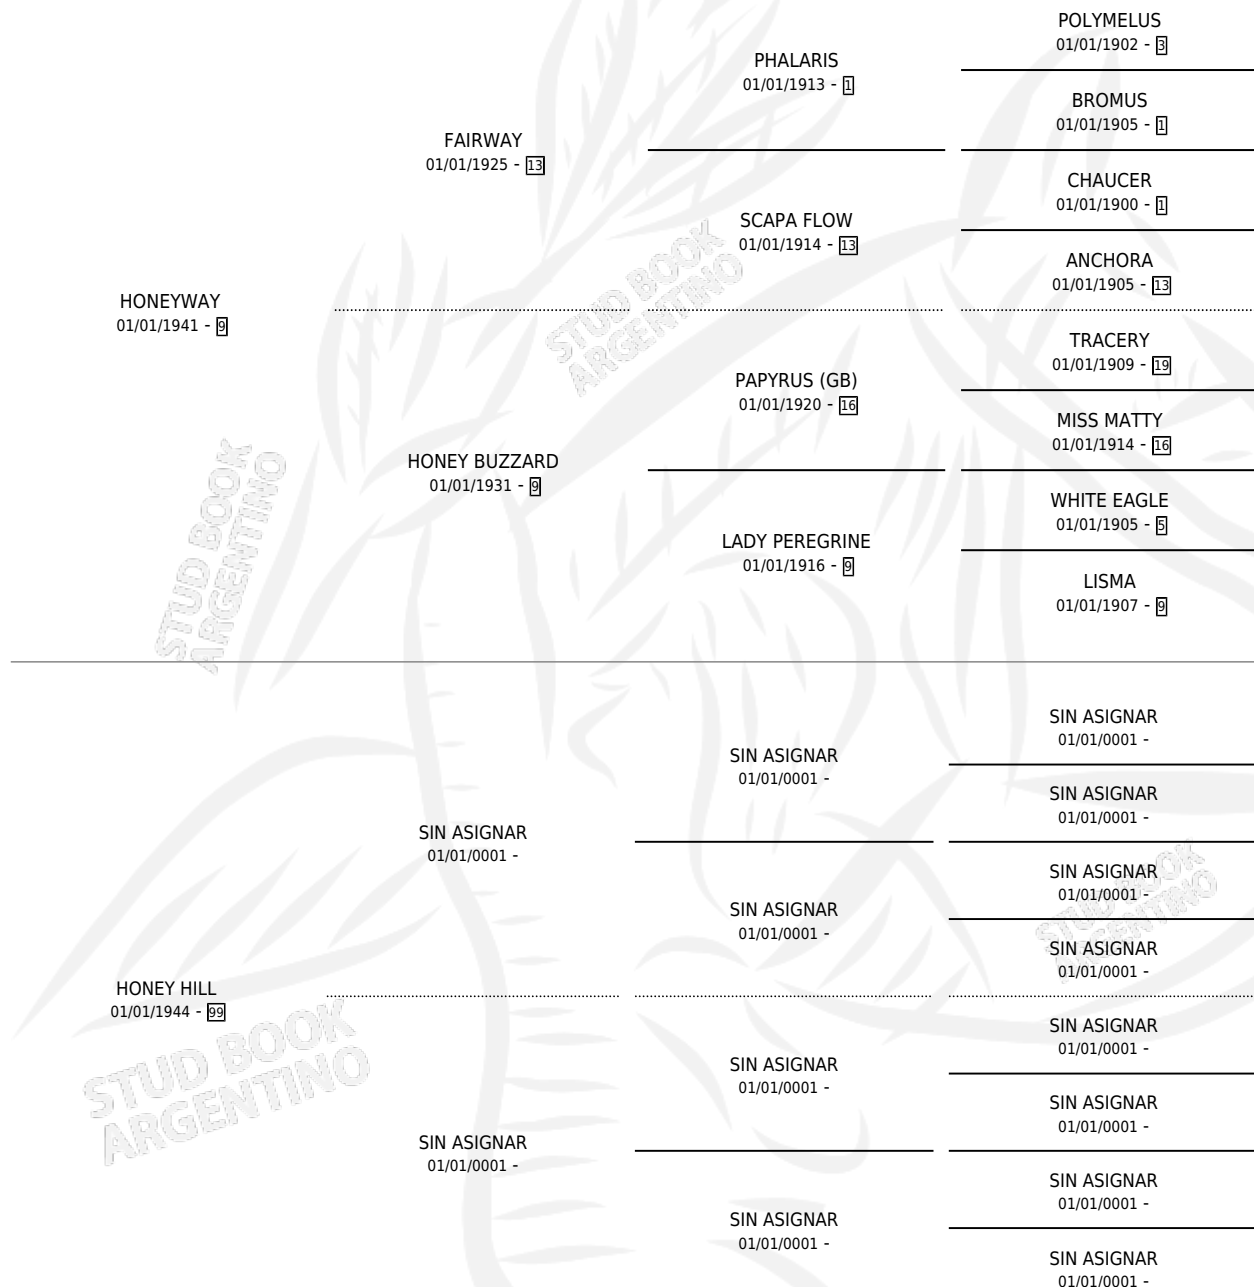 POLYMELUS
01/01/1902 - 3
PHALARIS
01/01/1913 - 1
BROMUS
01/01/1905 - 1
FAIRWAY
01/01/1925 - 13
CHAUCER
01/01/1900 - 1
SCAPA FLOW
01/01/1914 - 13
ANCHORA
01/01/1905 - 13
HONEYWAY
01/01/1941 - 9
TRACERY
01/01/1909 - 19
PAPYRUS (GB)
01/01/1920 - 16
MISS MATTY
01/01/1914 - 16
HONEY BUZZARD
01/01/1931 - 9
WHITE EAGLE
01/01/1905 - 5
LADY PEREGRINE
01/01/1916 - 9
LISMA
01/01/1907 - 9
STUD BOOK
ARGENTINO
STUD BOOK
ARGENTINO
SIN ASIGNAR
01/01/0001 -
SIN ASIGNAR
01/01/0001 -
SIN ASIGNAR
01/01/0001 -
SIN ASIGNAR
01/01/0001 -
SIN ASIGNAR
01/01/0001 -
SIN ASIGNAR
01/01/0001 -
SIN ASIGNAR
01/01/0001 -
HONEY HILL
01/01/1944 - 99
SIN ASIGNAR
01/01/0001 -
SIN ASIGNAR
01/01/0001 -
SIN ASIGNAR
01/01/0001 -
SIN ASIGNAR
01/01/0001 -
SIN ASIGNAR
01/01/0001 -
SIN ASIGNAR
01/01/0001 -
SIN ASIGNAR
01/01/0001 -
STUD BOOK
ARGENTINO
STUD BOOK
ARGENTINO